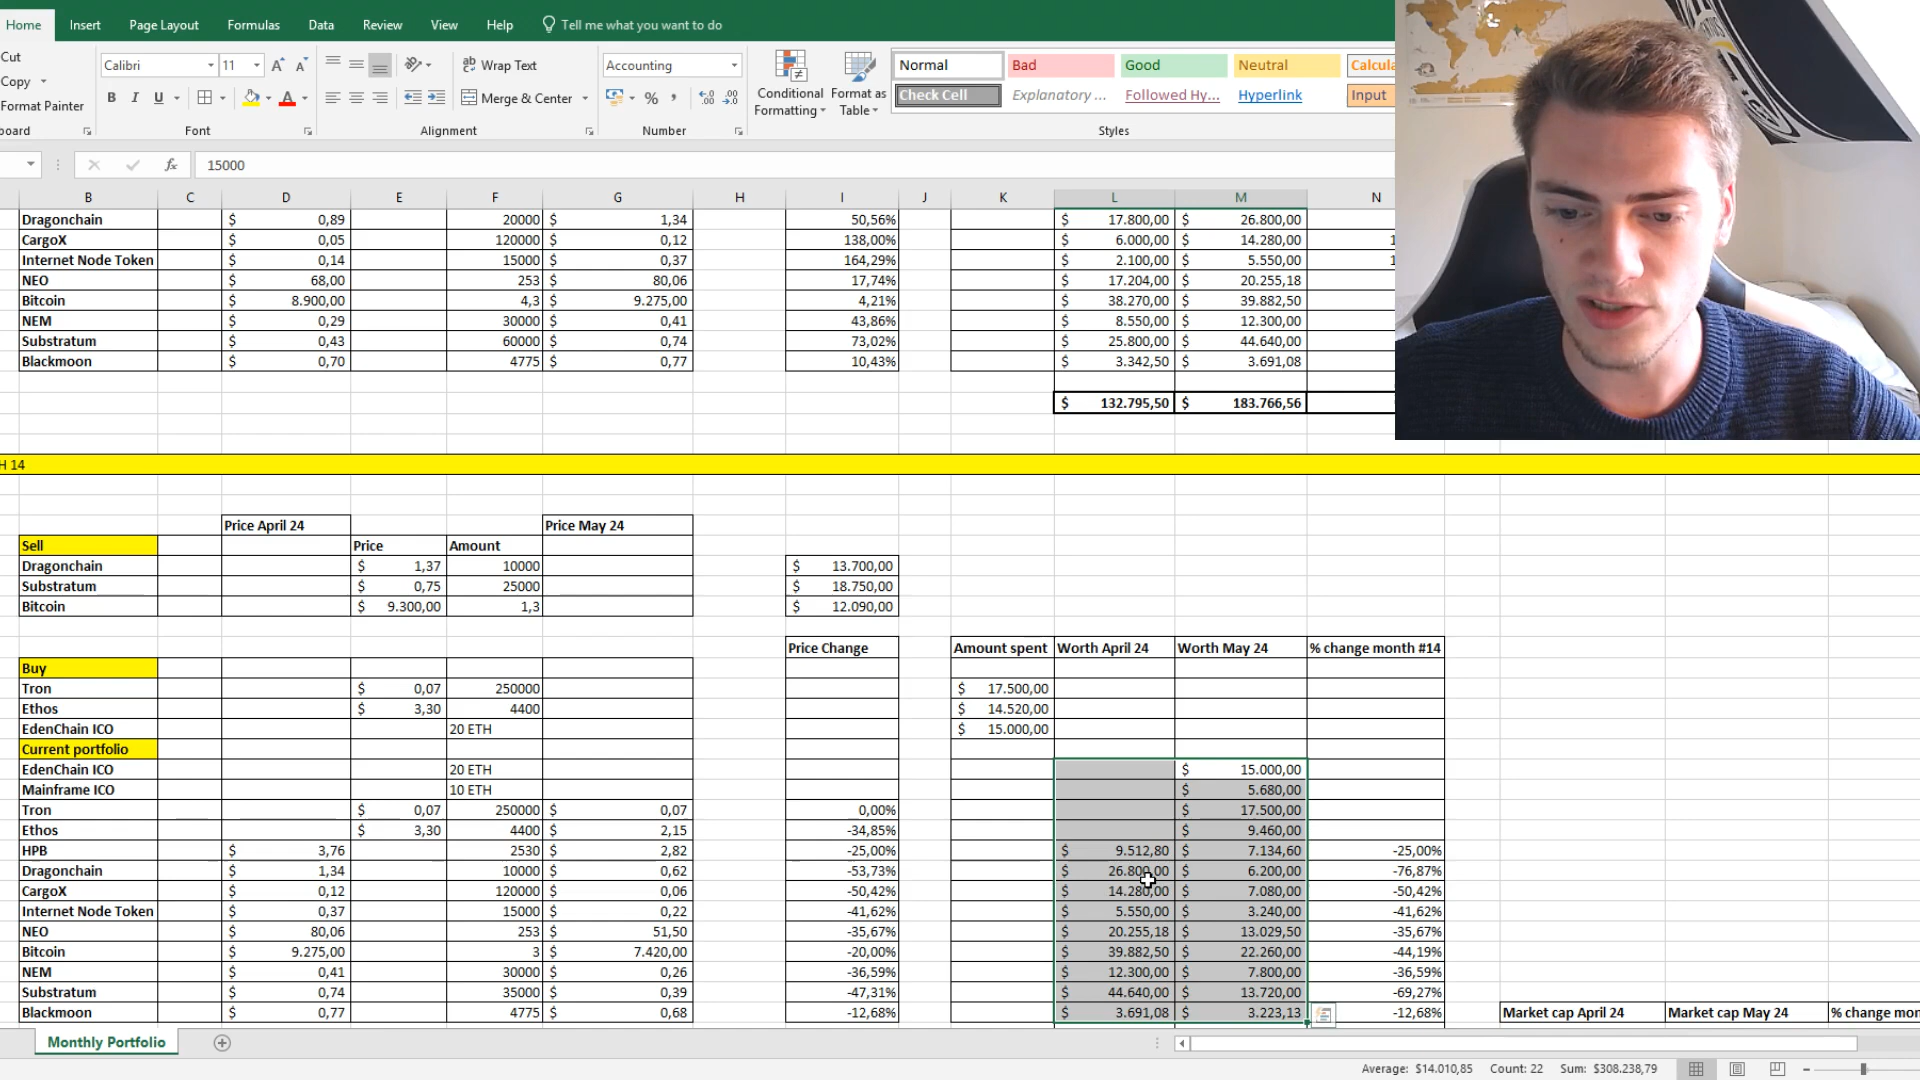 Home Insert Page Layout Formulas Data Review View Help Tell me what you want to do
Cut
Copy
Format Painter
Calibri 11
Wrap Text
Merge & Center
Accounting
Conditional Formatting
Format as Table
Normal Bad Good Neutral
Check Cell Explanatory ... Followed Hy... Hyperlink Input
Font Alignment Number Styles
15000
B C D E F G H I J K L M N
Dragonchain $ 0,89 20000 $ 1,34 50,56% $ 17.800,00 $ 26.800,00
CargoX $ 0,05 120000 $ 0,12 138,00% $ 6.000,00 $ 14.280,00
Internet Node Token $ 0,14 15000 $ 0,37 164,29% $ 2.100,00 $ 5.550,00
NEO $ 68,00 253 $ 80,06 17,74% $ 17.204,00 $ 20.255,18
Bitcoin $ 8.900,00 4,3 $ 9.275,00 4,21% $ 38.270,00 $ 39.882,50
NEM $ 0,29 30000 $ 0,41 43,86% $ 8.550,00 $ 12.300,00
Substratum $ 0,43 60000 $ 0,74 73,02% $ 25.800,00 $ 44.640,00
Blackmoon $ 0,70 4775 $ 0,77 10,43% $ 3.342,50 $ 3.691,08
$ 132.795,50 $ 183.766,56
H 14
Price April 24 Price May 24
Sell Price Amount
Dragonchain $ 1,37 10000 $ 13.700,00
Substratum $ 0,75 25000 $ 18.750,00
Bitcoin $ 9.300,00 1,3 $ 12.090,00
Price Change Amount spent Worth April 24 Worth May 24 % change month #14
Buy
Tron $ 0,07 250000 $ 17.500,00
Ethos $ 3,30 4400 $ 14.520,00
EdenChain ICO 20 ETH $ 15.000,00
Current portfolio
EdenChain ICO 20 ETH $ 15.000,00
Mainframe ICO 10 ETH $ 5.680,00
Tron $ 0,07 250000 $ 0,07 0,00% $ 17.500,00
Ethos $ 3,30 4400 $ 2,15 -34,85% $ 9.460,00
HPB $ 3,76 2530 $ 2,82 -25,00% $ 9.512,80 $ 7.134,60 -25,00%
Dragonchain $ 1,34 10000 $ 0,62 -53,73% $ 26.800,00 $ 6.200,00 -76,87%
CargoX $ 0,12 120000 $ 0,06 -50,42% $ 14.280,00 $ 7.080,00 -50,42%
Internet Node Token $ 0,37 15000 $ 0,22 -41,62% $ 5.550,00 $ 3.240,00 -41,62%
NEO $ 80,06 253 $ 51,50 -35,67% $ 20.255,18 $ 13.029,50 -35,67%
Bitcoin $ 9.275,00 3 $ 7.420,00 -20,00% $ 39.882,50 $ 22.260,00 -44,19%
NEM $ 0,41 30000 $ 0,26 -36,59% $ 12.300,00 $ 7.800,00 -36,59%
Substratum $ 0,74 35000 $ 0,39 -47,31% $ 44.640,00 $ 13.720,00 -69,27%
Blackmoon $ 0,77 4775 $ 0,68 -12,68% $ 3.691,08 $ 3.223,13 -12,68% Market cap April 24 Market cap May 24 % change mon
Monthly Portfolio
Average: $14.010,85 Count: 22 Sum: $308.238,79